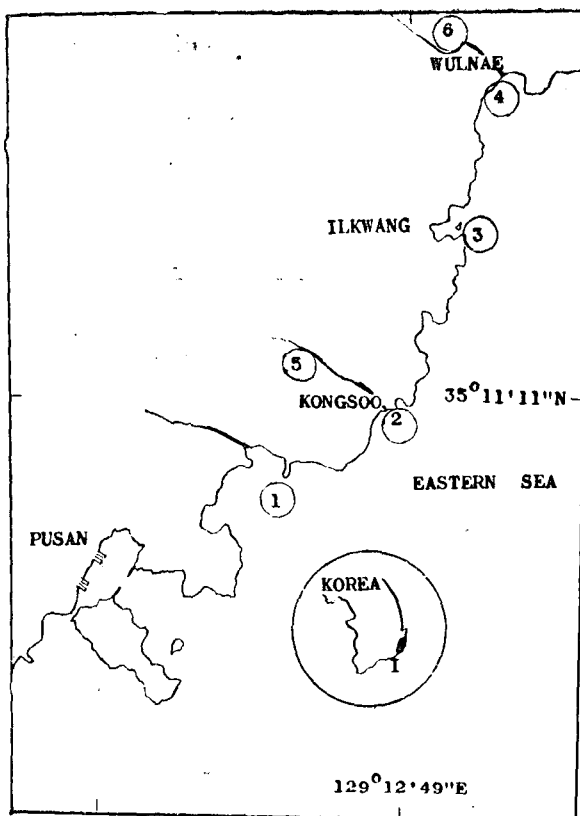 6
WULNAE
4
ILKWANG
3
5
KONGSOO
35°11'11"N
2
EASTERN SEA
1
PUSAN
KOREA
I
129°12'49"E